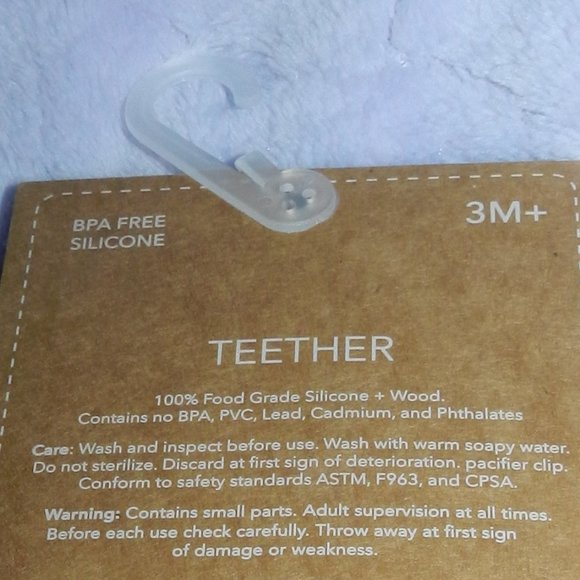 BPA FREE
SILICONE
3M+
TEETHER
100% Food Grade Silicone + Wood.
Contains no BPA, PVC, Lead, Cadmium, and Phthalates
Care: Wash and inspect before use. Wash with warm soapy water.
Do not sterilize. Discard at first sign of deterioration. pacifier clip.
Conform to safety standards ASTM, F963, and CPSA.
Warning: Contains small parts. Adult supervision at all times.
Before each use check carefully. Throw away at first sign
of damage or weakness.